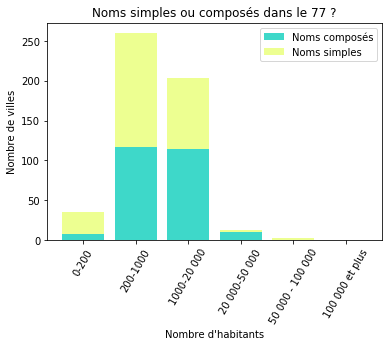 Noms simples ou composés dans le 77 ?
Noms composés
Noms simples
Nombre de villes
250
200
150
100
50
0
0-200
200-1000
1000-20 000
20 000-50 000
50 000 - 100 000
100 000 et plus
Nombre d'habitants